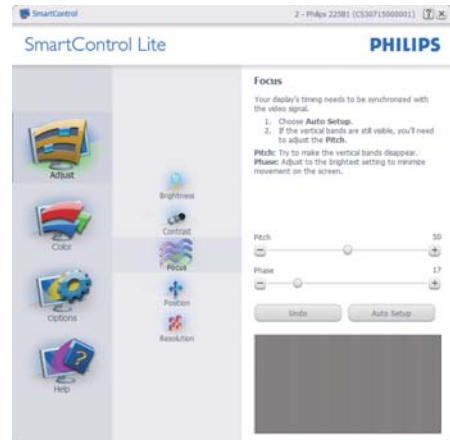 SmartControl
2 - Philips 225B1 (CS30715000001)
SmartControl Lite
PHILIPS
Adjust
Color
Options
Help
Brightness
Contrast
Focus
Position
Resolution
Focus
Your display's timing needs to be synchronized with
the video signal.
1. Choose Auto Setup.
2. If the vertical bands are still visible, you'll need
to adjust the Pitch.
Pitch: Try to make the vertical bands disappear.
Phase: Adjust to the brightest setting to minimize
movement on the screen.
Pitch 50
Phase 17
Undo
Auto Setup